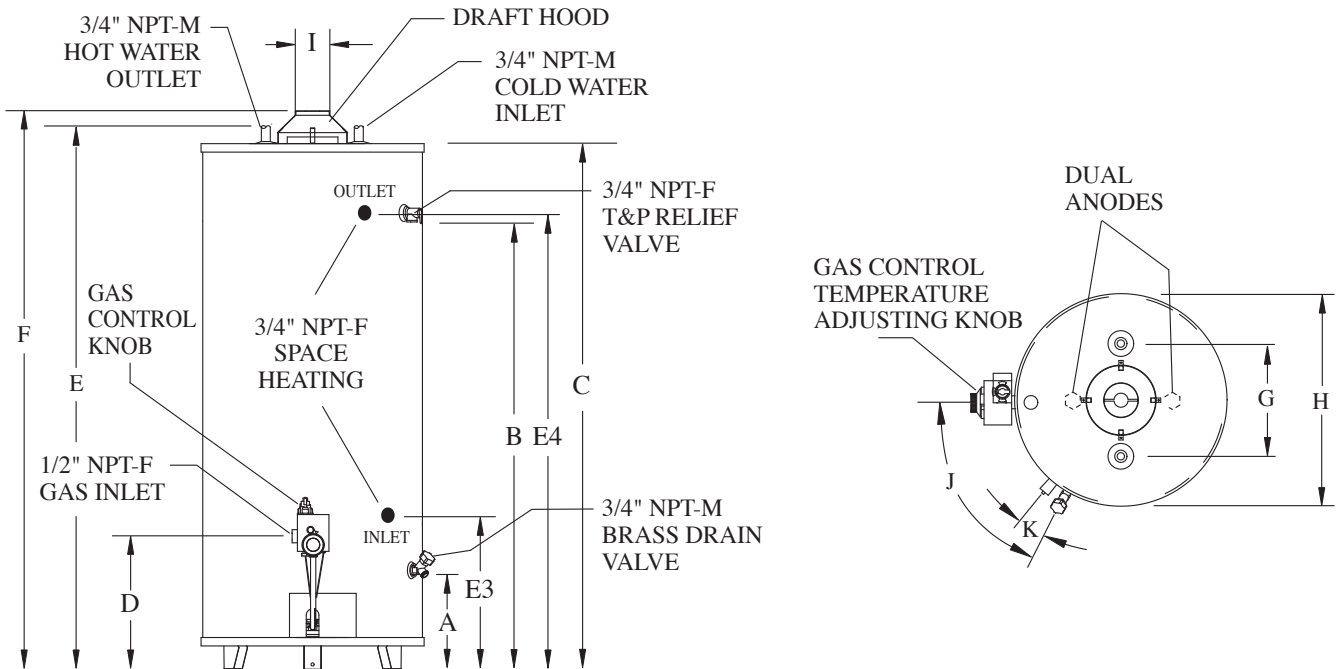 3/4" NPT-M
HOT WATER
OUTLET
I
DRAFT HOOD
3/4" NPT-M
COLD WATER
INLET
OUTLET
3/4" NPT-F
T&P RELIEF
VALVE
GAS
CONTROL
KNOB
3/4" NPT-F
SPACE
HEATING
F
E
C
B
E4
1/2" NPT-F
GAS INLET
INLET
3/4" NPT-M
BRASS DRAIN
VALVE
D
E3
A
DUAL
ANODES
GAS CONTROL
TEMPERATURE
ADJUSTING KNOB
G
H
J
K